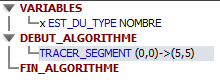 VARIABLES
x EST_DU_TYPE NOMBRE
DEBUT_ALGORITHME
TRACER_SEGMENT (0,0)->(5,5)
FIN_ALGORITHME